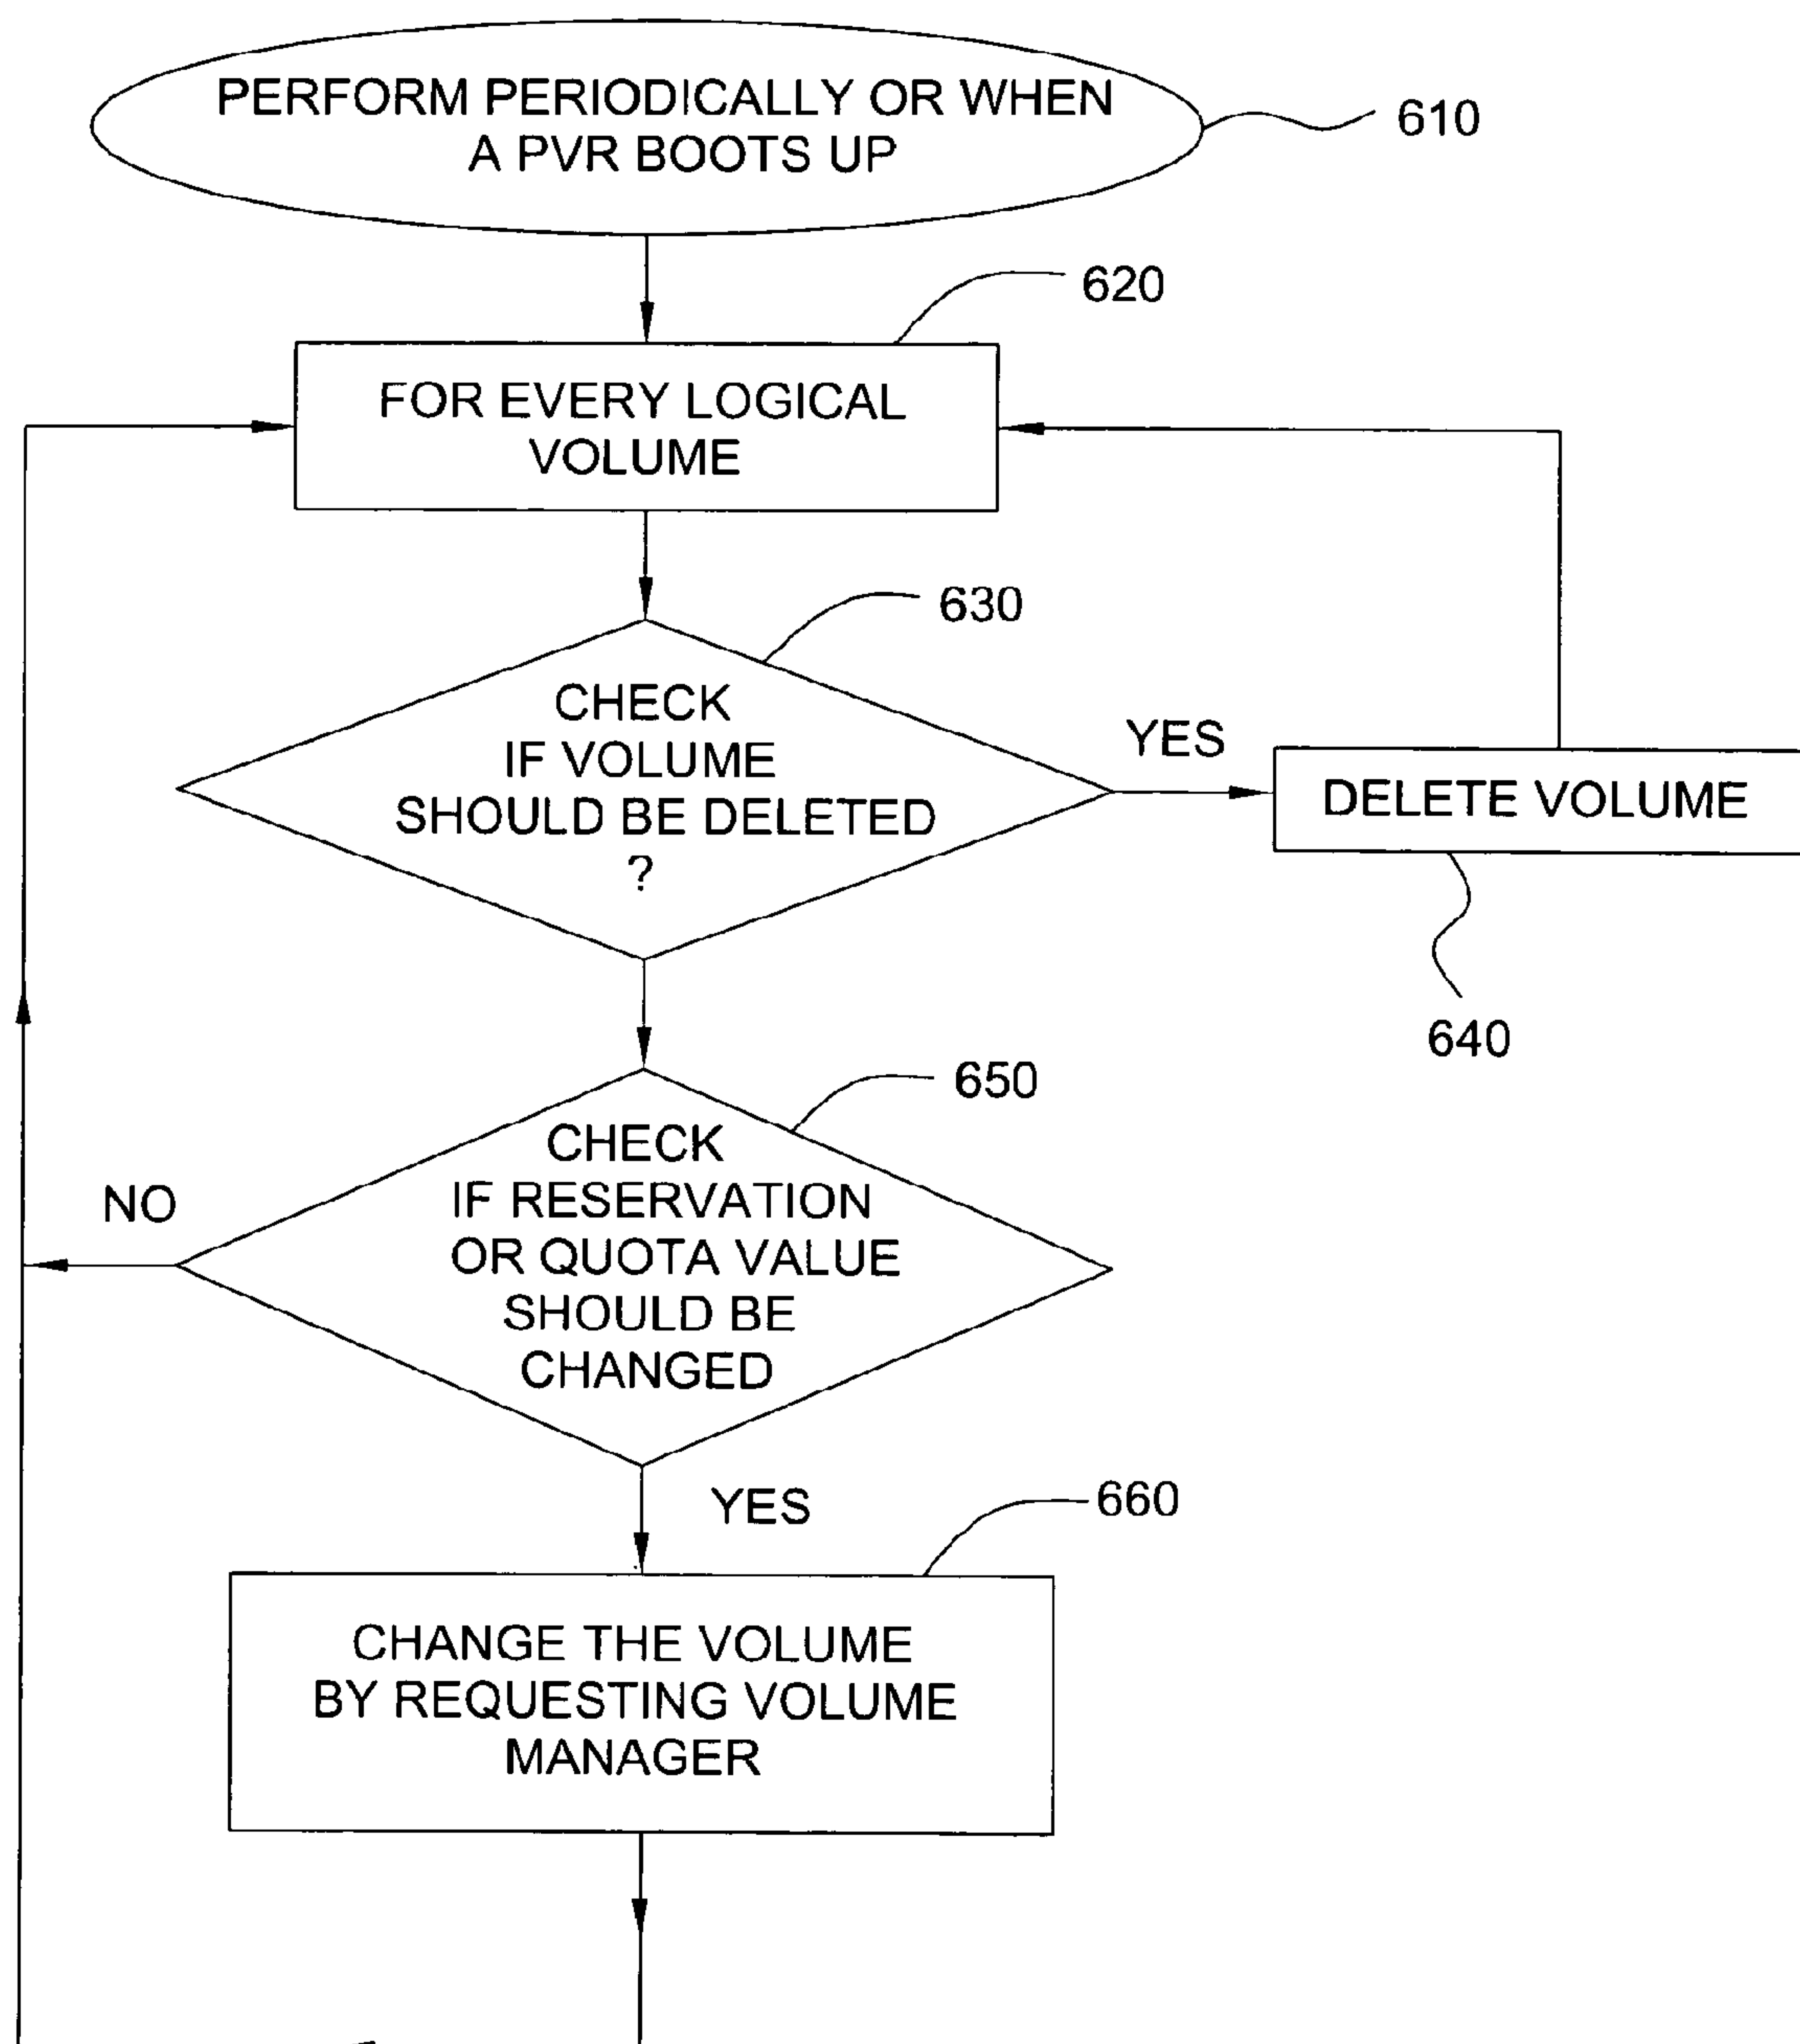 PERFORM PERIODICALLY OR WHEN
A PVR BOOTS UP
610
620
FOR EVERY LOGICAL
VOLUME
630
CHECK
IF VOLUME
SHOULD BE DELETED
?
YES
DELETE VOLUME
640
650
CHECK
IF RESERVATION
OR QUOTA VALUE
SHOULD BE
CHANGED
NO
YES
660
CHANGE THE VOLUME
BY REQUESTING VOLUME
MANAGER